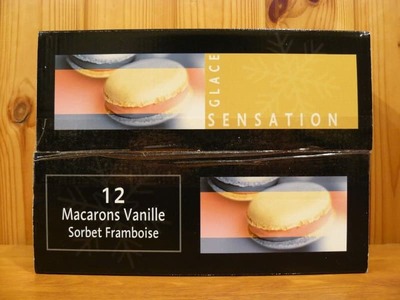 GLACE
SENSATION
12
Macarons Vanille
Sorbet Framboise